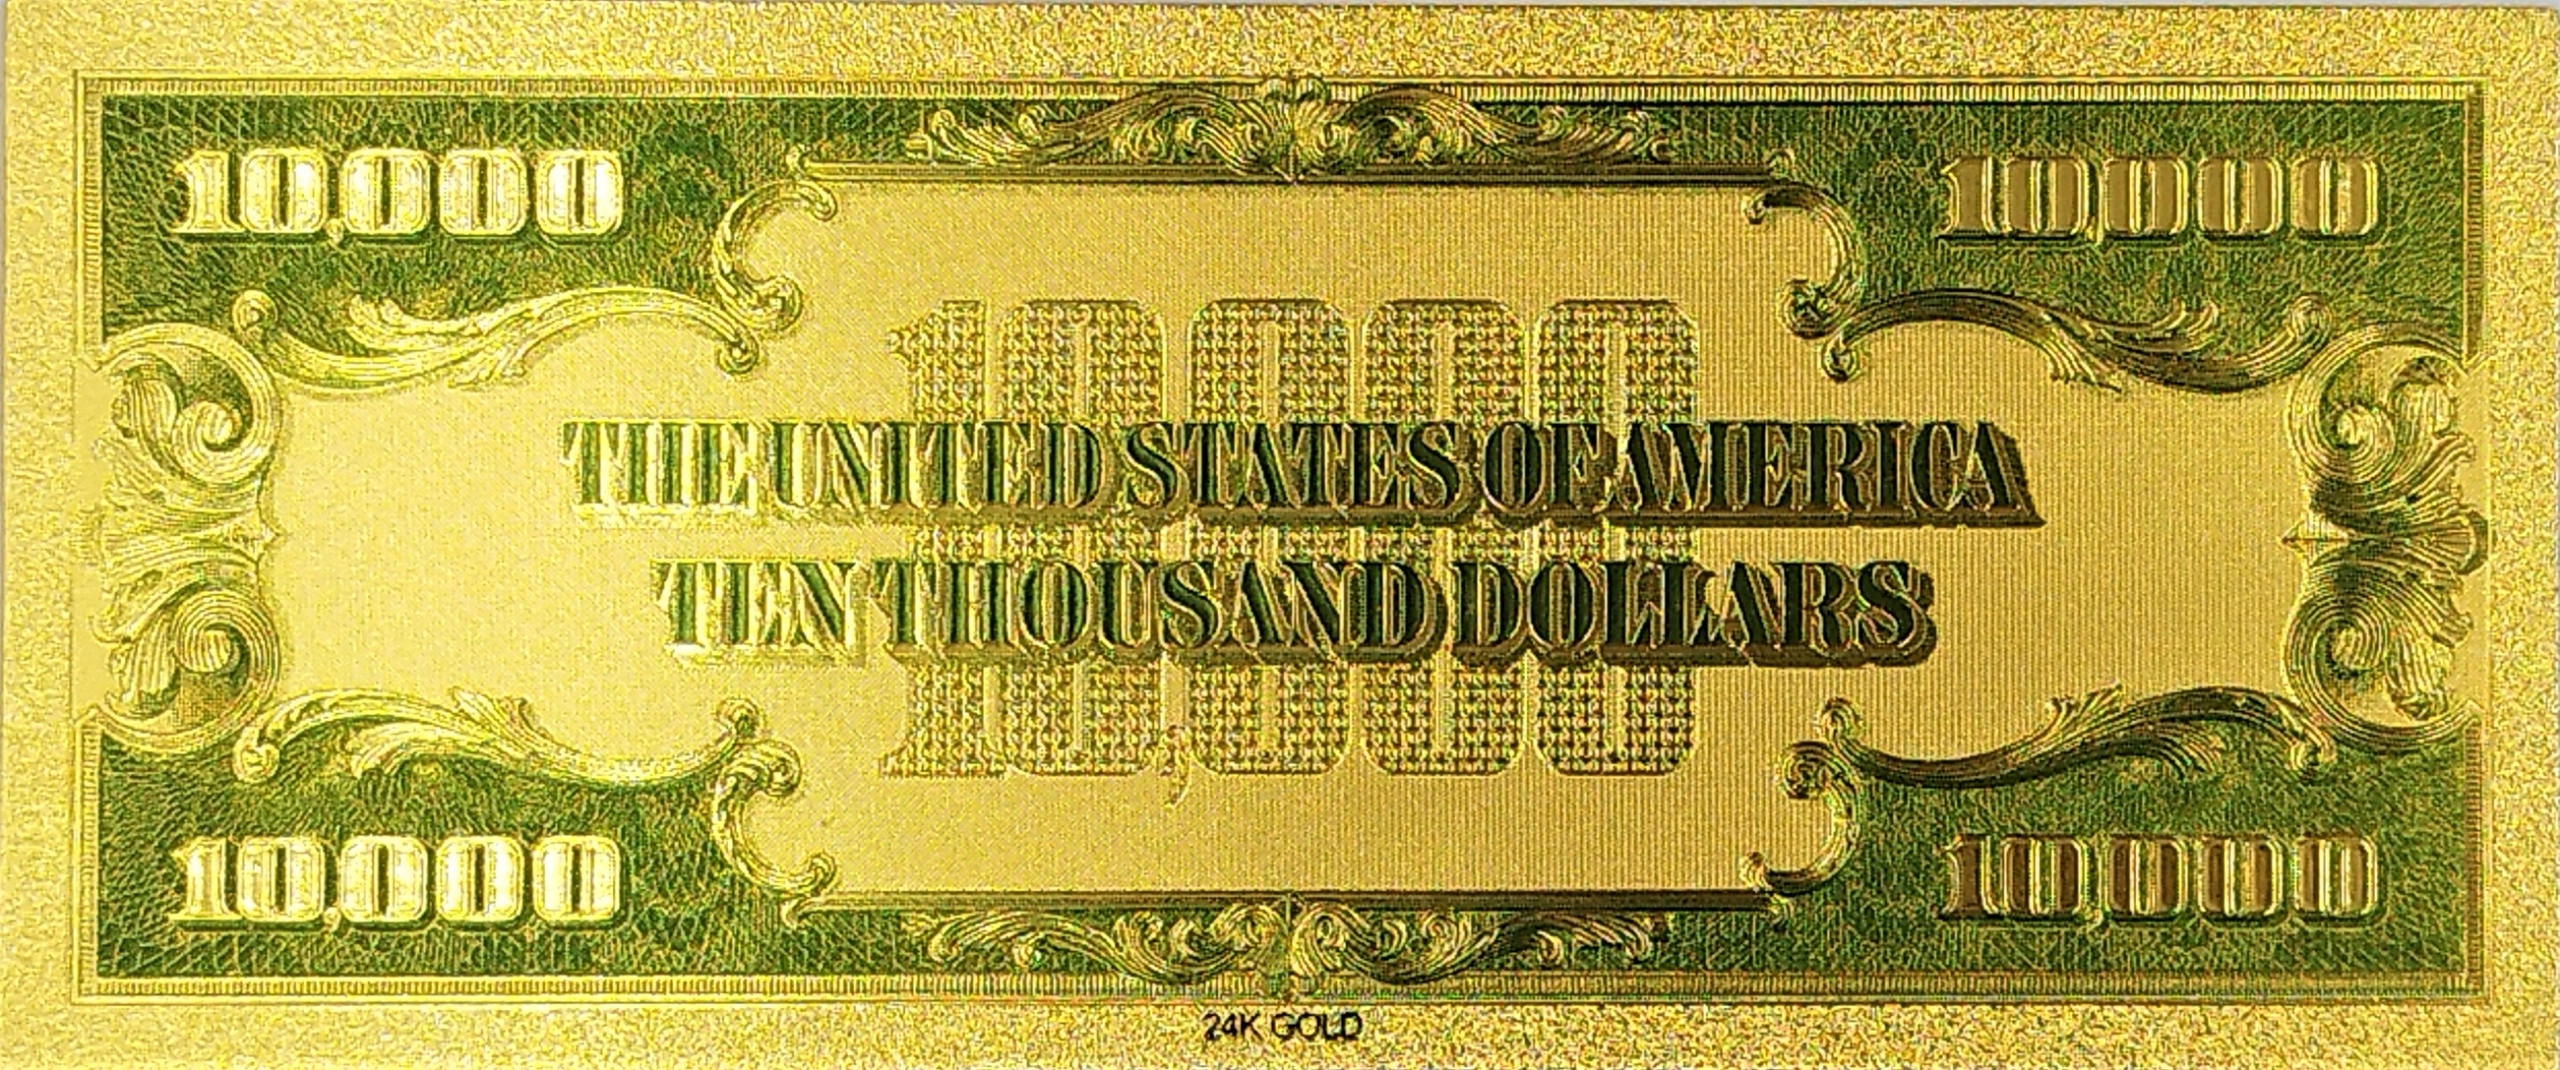 10,000 10,000
10,000
THE UNITED STATES OF AMERICA
TEN THOUSAND DOLLARS
10,000 10,000
24K GOLD